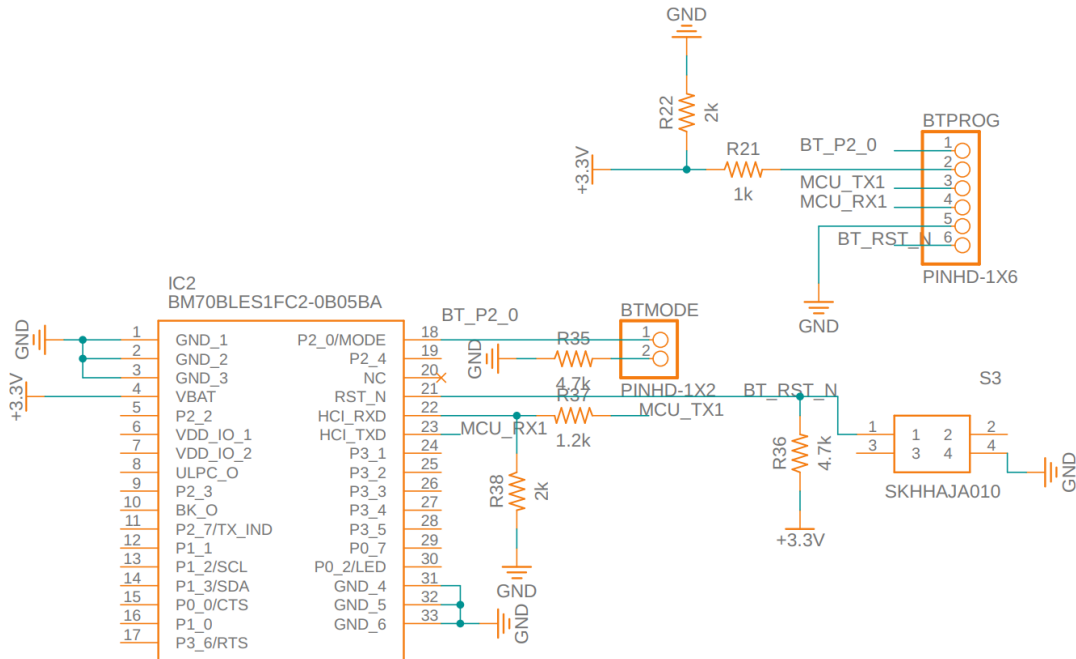 GND
R22
2k
+3.3V
R21
1k
BTPROG
BT_P2_0
1
2
MCU_TX1
3
MCU_RX1
4
5
BT_RST_N
6
PINHD-1X6
GND
IC2
BM70BLES1FC2-0B05BA
GND
+3.3V
1 GND_1
2 GND_2
3 GND_3
4 VBAT
5 P2_2
6 VDD_IO_1
7 VDD_IO_2
8 ULPC_O
9 P2_3
10 BK_O
11 P2_7/TX_IND
12 P1_1
13 P1_2/SCL
14 P1_3/SDA
15 P0_0/CTS
16 P1_0
17 P3_6/RTS
P2_0/MODE 18
P2_4 19
NC 20
RST_N 21
HCI_RXD 22
HCI_TXD 23
P3_1 24
P3_2 25
P3_3 26
P3_4 27
P3_5 28
P0_7 29
P0_2/LED 30
GND_4 31
GND_5 32
GND_6 33
GND
BT_P2_0
GND
R35
4.7k
BTMODE
1
2
PINHD-1X2
R37
1.2k
MCU_TX1
MCU_RX1
R38
2k
GND
BT_RST_N
R36
4.7k
+3.3V
S3
1 1 2 2
3 3 4 4
SKHHAJA010
GND